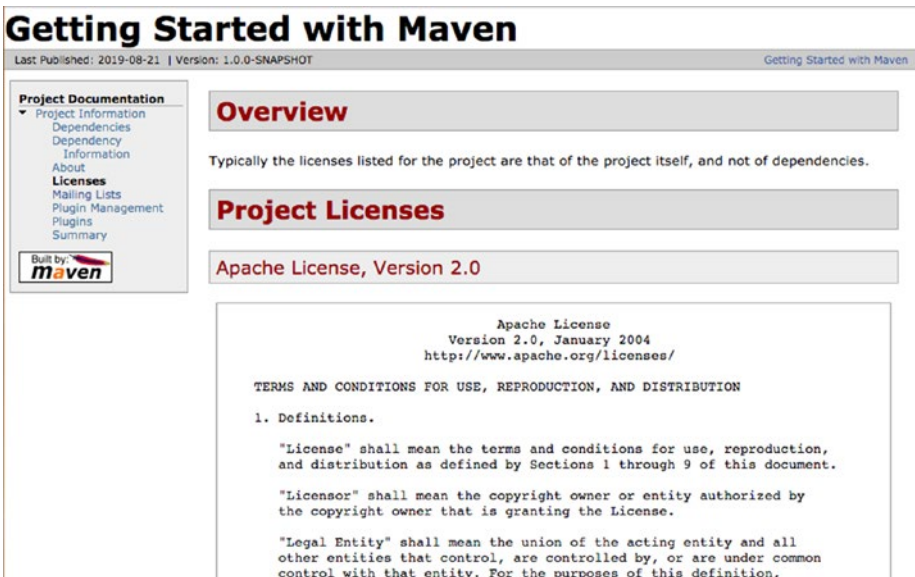 Getting Started with Maven
Last Published: 2019-08-21 | Version: 1.0.0-SNAPSHOT
Getting Started with Maven
Project Documentation
Project Information
Dependencies
Dependency
Information
About
Licenses
Mailing Lists
Plugin Management
Plugins
Summary
Built by:
maven
Overview
Typically the licenses listed for the project are that of the project itself, and not of dependencies.
Project Licenses
Apache License, Version 2.0
Apache License
Version 2.0, January 2004
http://www.apache.org/licenses/
TERMS AND CONDITIONS FOR USE, REPRODUCTION, AND DISTRIBUTION
1. Definitions.
"License" shall mean the terms and conditions for use, reproduction,
and distribution as defined by Sections 1 through 9 of this document.
"Licensor" shall mean the copyright owner or entity authorized by
the copyright owner that is granting the License.
"Legal Entity" shall mean the union of the acting entity and all
other entities that control, are controlled by, or are under common
control with that entity. For the purposes of this definition,